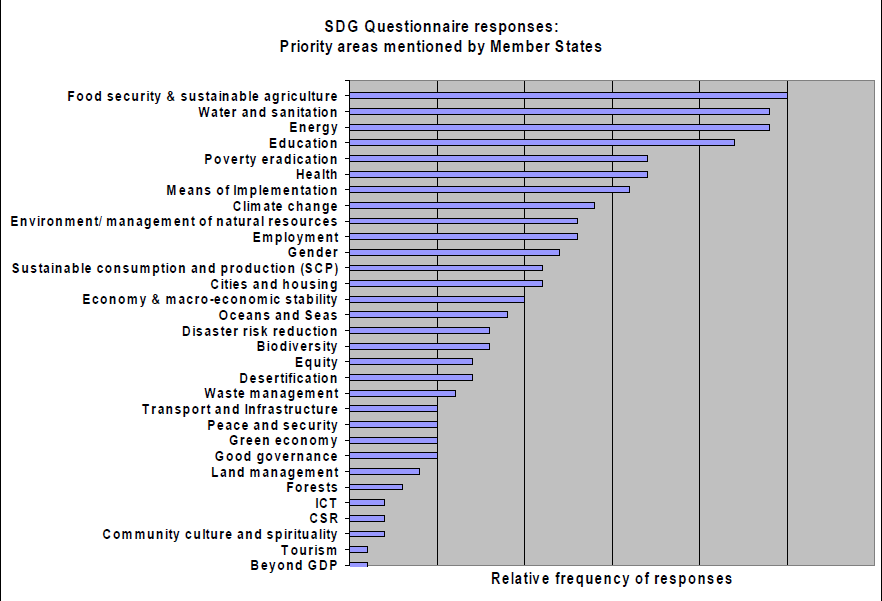 SDG Questionnaire responses:
Priority areas mentioned by Member States
Food security & sustainable agriculture
Water and sanitation
Energy
Education
Poverty eradication
Health
Means of Implementation
Climate change
Environment/ management of natural resources
Employment
Gender
Sustainable consumption and production (SCP)
Cities and housing
Economy & macro-economic stability
Oceans and Seas
Disaster risk reduction
Biodiversity
Equity
Desertification
Waste management
Transport and Infrastructure
Peace and security
Green economy
Good governance
Land management
Forests
ICT
CSR
Community culture and spirituality
Tourism
Beyond GDP
Relative frequency of responses